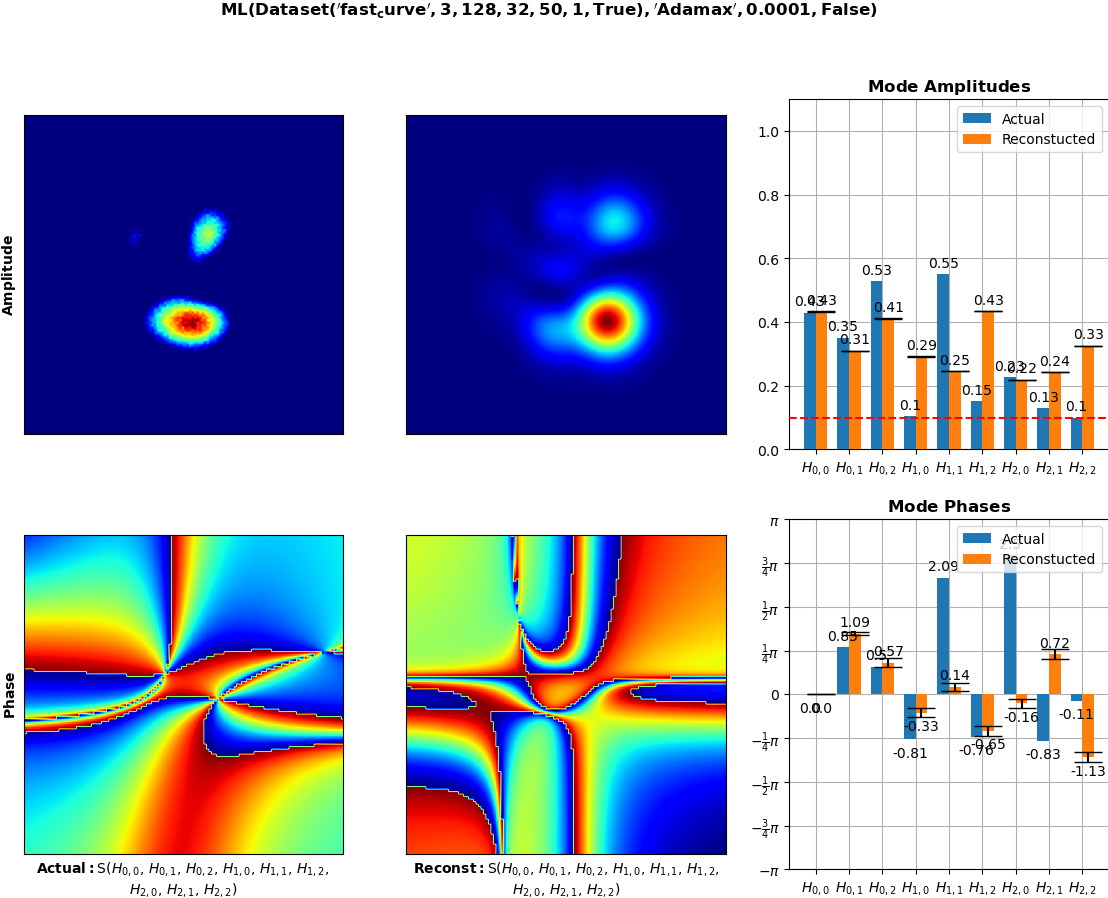 ML(Dataset('fast_curve', 3, 128, 32, 50, 1, True), 'Adamax', 0.0001, False)
Mode Amplitudes
Amplitude
Actual
Reconstucted
1.0
0.8
0.6
0.4
0.2
0.0
0.43 0.35 0.53 0.1 0.55 0.15 0.23 0.13 0.1
0.43 0.31 0.41 0.29 0.25 0.43 0.22 0.24 0.33
H0,0 H0,1 H0,2 H1,0 H1,1 H1,2 H2,0 H2,1 H2,2
Mode Phases
Phase
Actual
Reconstucted
π
3/4π
1/2π
1/4π
0
−1/4π
−1/2π
−3/4π
−π
0.0 0.85 -0.81 2.09 -0.76 -0.83 -0.11
0.0 1.09 0.57 -0.33 0.14 -0.65 -0.16 0.72 -1.13
H0,0 H0,1 H0,2 H1,0 H1,1 H1,2 H2,0 H2,1 H2,2
Actual: S(H0,0, H0,1, H0,2, H1,0, H1,1, H1,2,
H2,0, H2,1, H2,2)
Reconst: S(H0,0, H0,1, H0,2, H1,0, H1,1, H1,2,
H2,0, H2,1, H2,2)